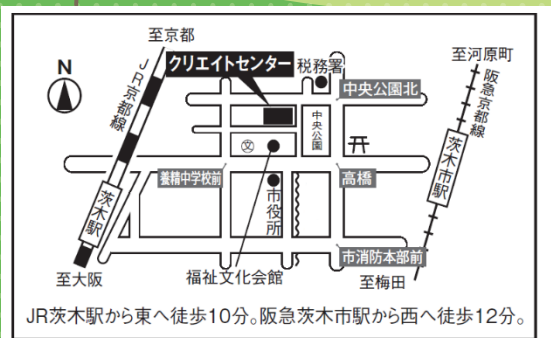 至京都
クリエイトセンター
税務署
至河原町
N
JR京都線
中央公園北
阪急京都線
中央公園
文
茨木市駅
養精中学校前
高橋
茨木駅
市役所
市消防本部前
至大阪
福祉文化会館
至梅田
JR茨木駅から東へ徒歩10分。阪急茨木市駅から西へ徒歩12分。